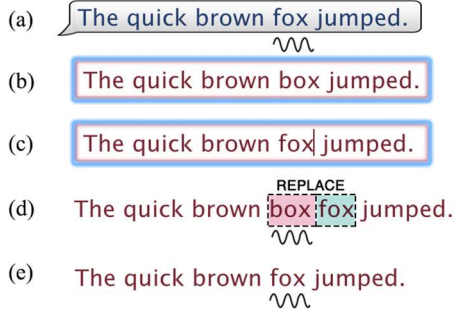 (a) The quick brown fox jumped.
(b) The quick brown box jumped.
(c) The quick brown fox jumped.
REPLACE
(d) The quick brown box fox jumped.
(e) The quick brown fox jumped.